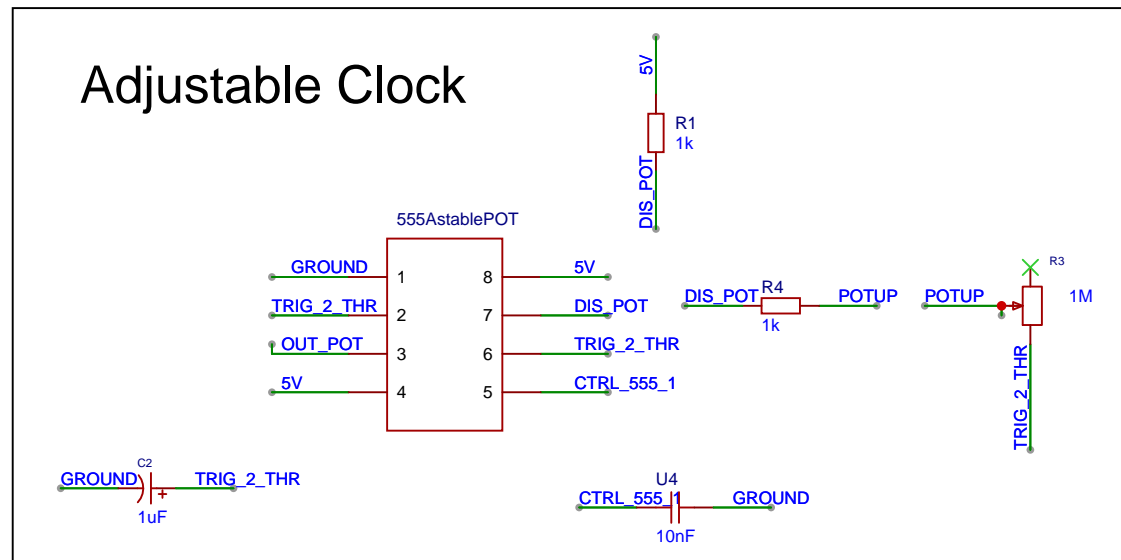 Adjustable Clock
5V
R1
1k
DIS_POT
555AstablePOT
GROUND
1
8
5V
TRIG_2_THR
2
7
DIS_POT
OUT_POT
3
6
TRIG_2_THR
5V
4
5
CTRL_555_1
DIS_POT
R4
1k
POTUP
POTUP
R3
1M
TRIG_2_THR
GROUND
C2
+
1uF
TRIG_2_THR
U4
CTRL_555_1
GROUND
10nF